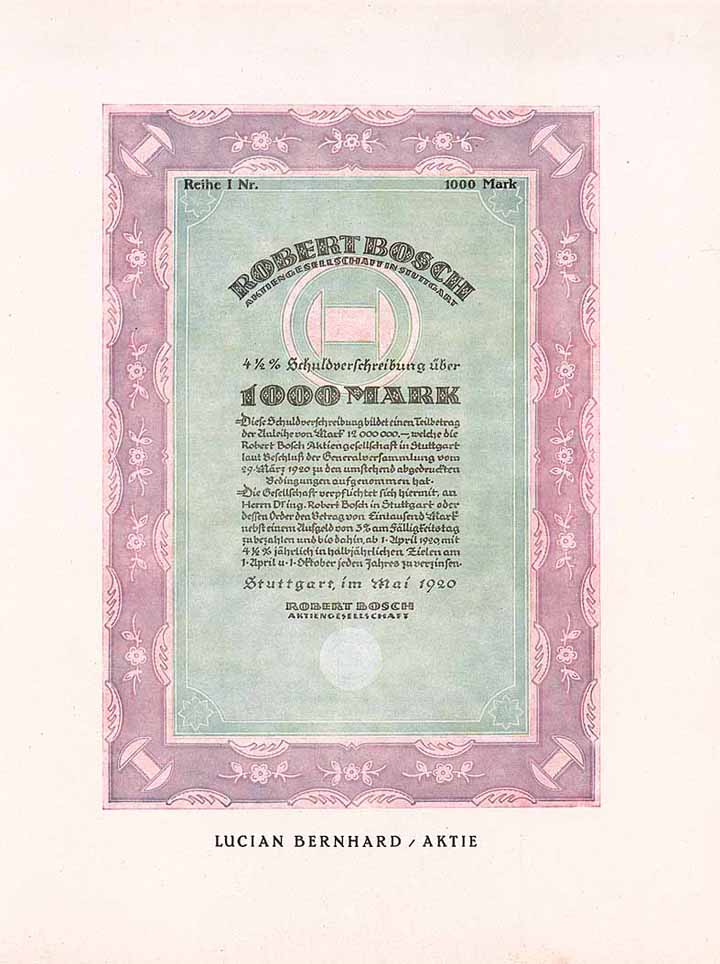 Reihe I Nr.
1000 Mark
ROBERT BOSCH
AKTIENGESELLSCHAFT IN STUTTGART
4 ½ % Schuldverschreibung über
1000 MARK
Diese Schuldverschreibung bildet einen Teilbetrag
der Anleihe von Mark 12 000 000.–, welche die
Robert Bosch Aktiengesellschaft in Stuttgart
laut Beschluß der Generalversammlung vom
29. März 1920 zu den umstehend abgedruckten
Bedingungen aufgenommen hat.
Die Gesellschaft verpflichtet sich hiermit, an
Herrn Dr ing. Robert Bosch in Stuttgart oder
dessen Order den Betrag von Eintausend Mark
nebst einem Aufgeld von 3% am Fälligkeitstag
zu bezahlen und bis dahin, ab 1. April 1920 mit
4 ½ % jährlich in halbjährlichen Zielen am
1. April u. 1. Oktober jeden Jahres zu verzinsen.
Stuttgart, im Mai 1920
ROBERT BOSCH
AKTIENGESELLSCHAFT
LUCIAN BERNHARD / AKTIE